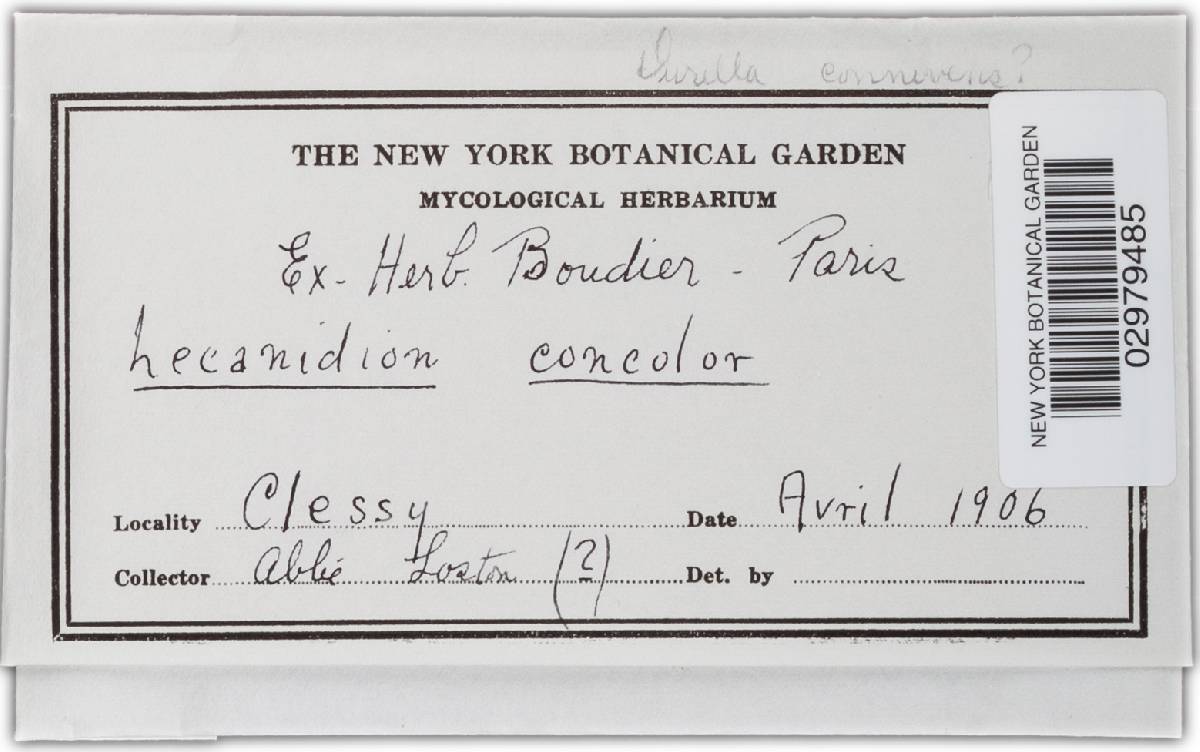 Durella connivens?
THE NEW YORK BOTANICAL GARDEN
MYCOLOGICAL HERBARIUM
Ex- Herb. Boudier - Paris
Lecanidion concolor
Locality Clessy Date Avril 1906
Collector Abbé Loston (?) Det. by
NEW YORK BOTANICAL GARDEN
02979485